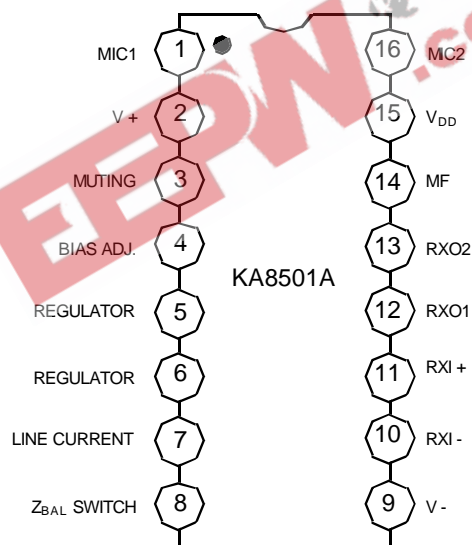 EEPW.co
MIC1 1 16 MIC2
V + 2 15 VDD
MUTING 3 14 MF
BIAS ADJ. 4 13 RXO2
KA8501A
REGULATOR 5 12 RXO1
REGULATOR 6 11 RXI +
LINE CURRENT 7 10 RXI -
ZBAL SWITCH 8 9 V -